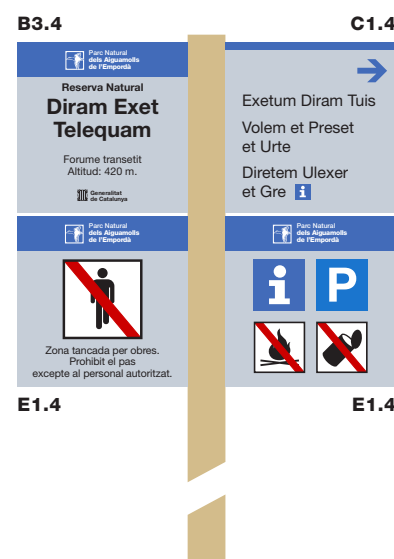 B3.4
C1.4
Parc Natural
dels Aiguamolls
de l'Empordà
Reserva Natural
Diram Exet
Telequam
Forume transetit
Altitud: 420 m.
Generalitat
de Catalunya
Exetum Diram Tuis
Volem et Preset
et Urte
Diretem Ulexer
et Gre i
Parc Natural
dels Aiguamolls
de l'Empordà
Zona tancada per obres.
Prohibit el pas
excepte al personal autoritzat.
Parc Natural
dels Aiguamolls
de l'Empordà
i P
E1.4
E1.4